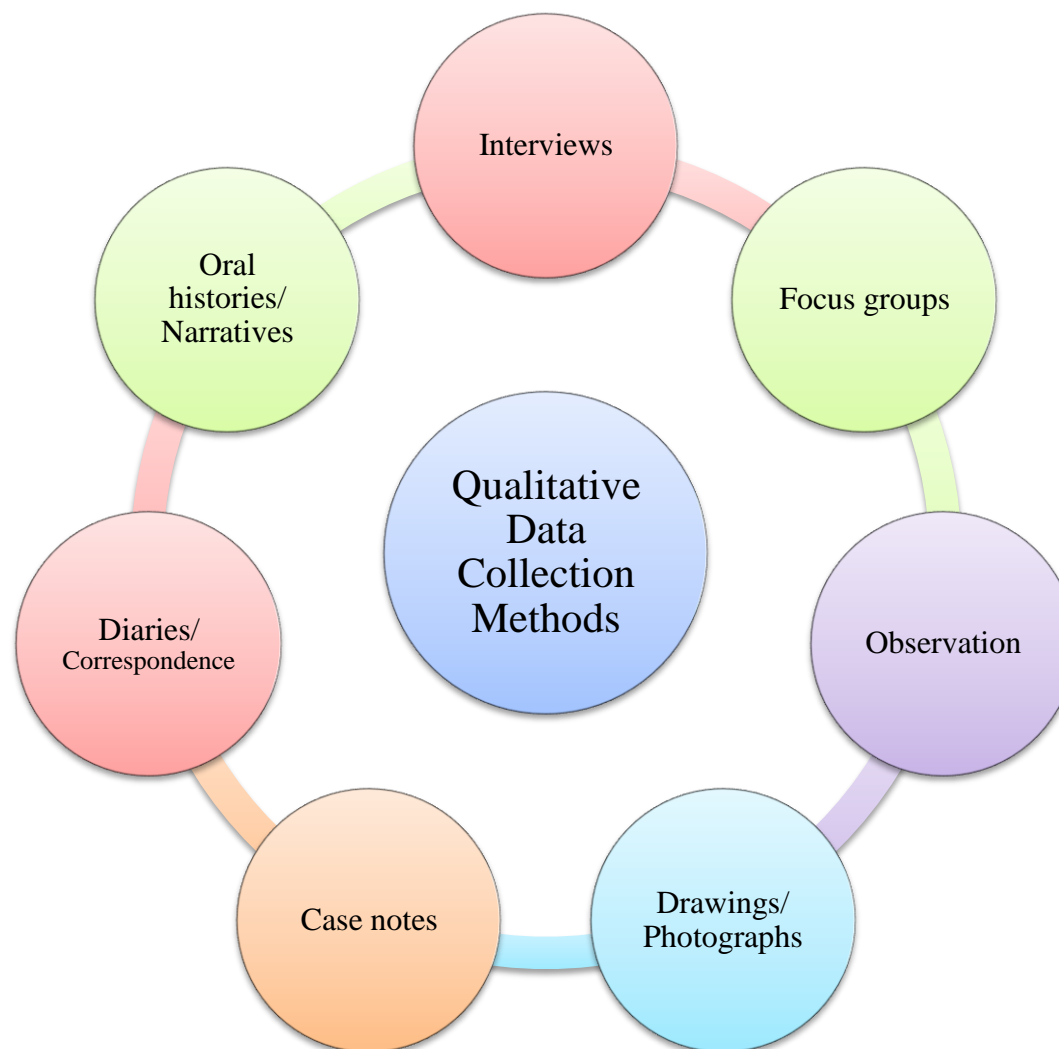 Interviews
Focus groups
Observation
Drawings/
Photographs
Case notes
Diaries/
Correspondence
Oral
histories/
Narratives
Qualitative
Data
Collection
Methods